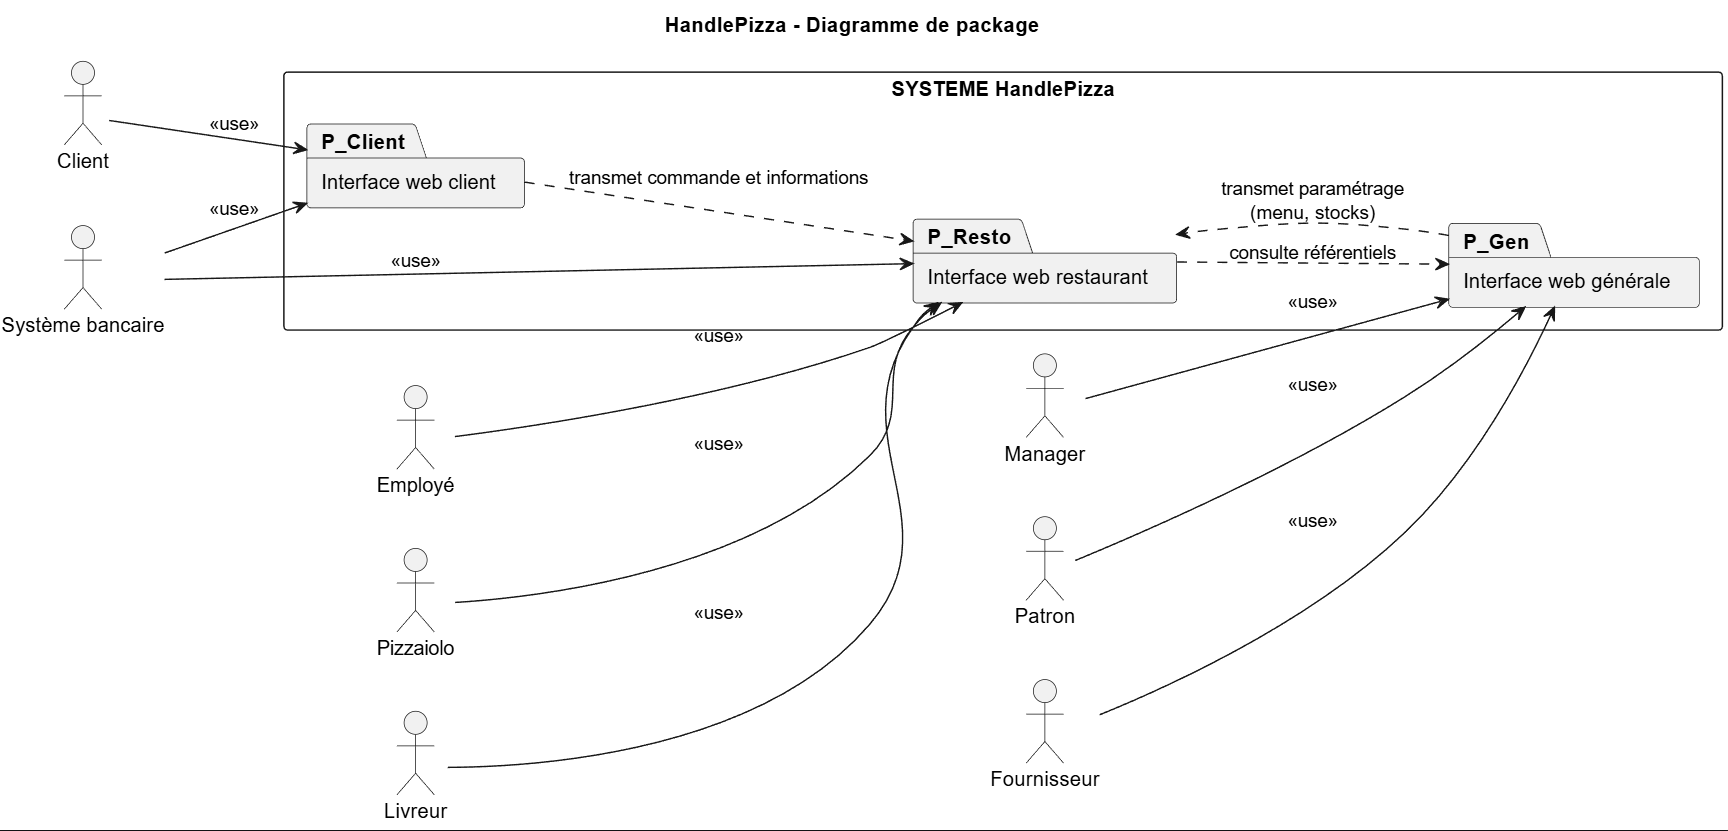 HandlePizza - Diagramme de package
SYSTEME HandlePizza
Client
«use»
P_Client
Interface web client
Système bancaire
«use»
«use»
transmet commande et informations
P_Resto
Interface web restaurant
transmet paramétrage
(menu, stocks)
consulte référentiels
P_Gen
Interface web générale
«use»
Employé
«use»
Pizzaiolo
«use»
Livreur
«use»
Manager
«use»
Patron
«use»
Fournisseur